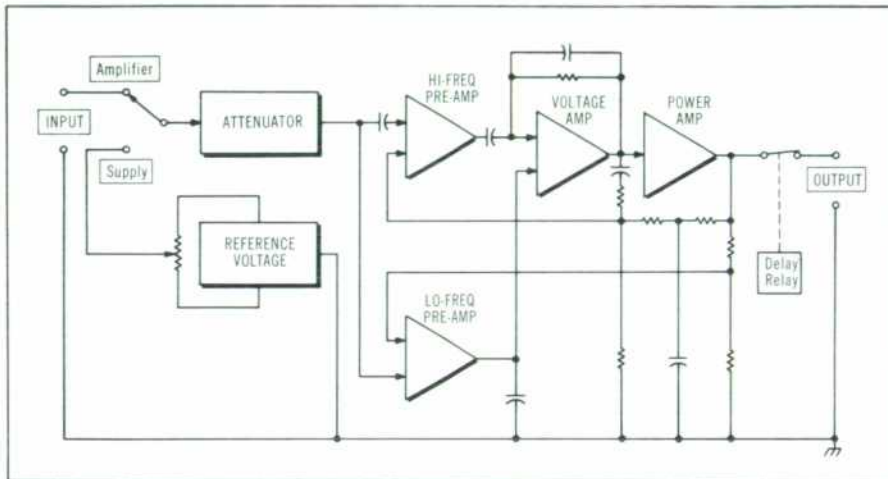 Amplifier
INPUT
Supply
ATTENUATOR
REFERENCE
VOLTAGE
HI-FREQ
PRE-AMP
VOLTAGE
AMP
POWER
AMP
LO-FREQ
PRE-AMP
OUTPUT
Delay
Relay